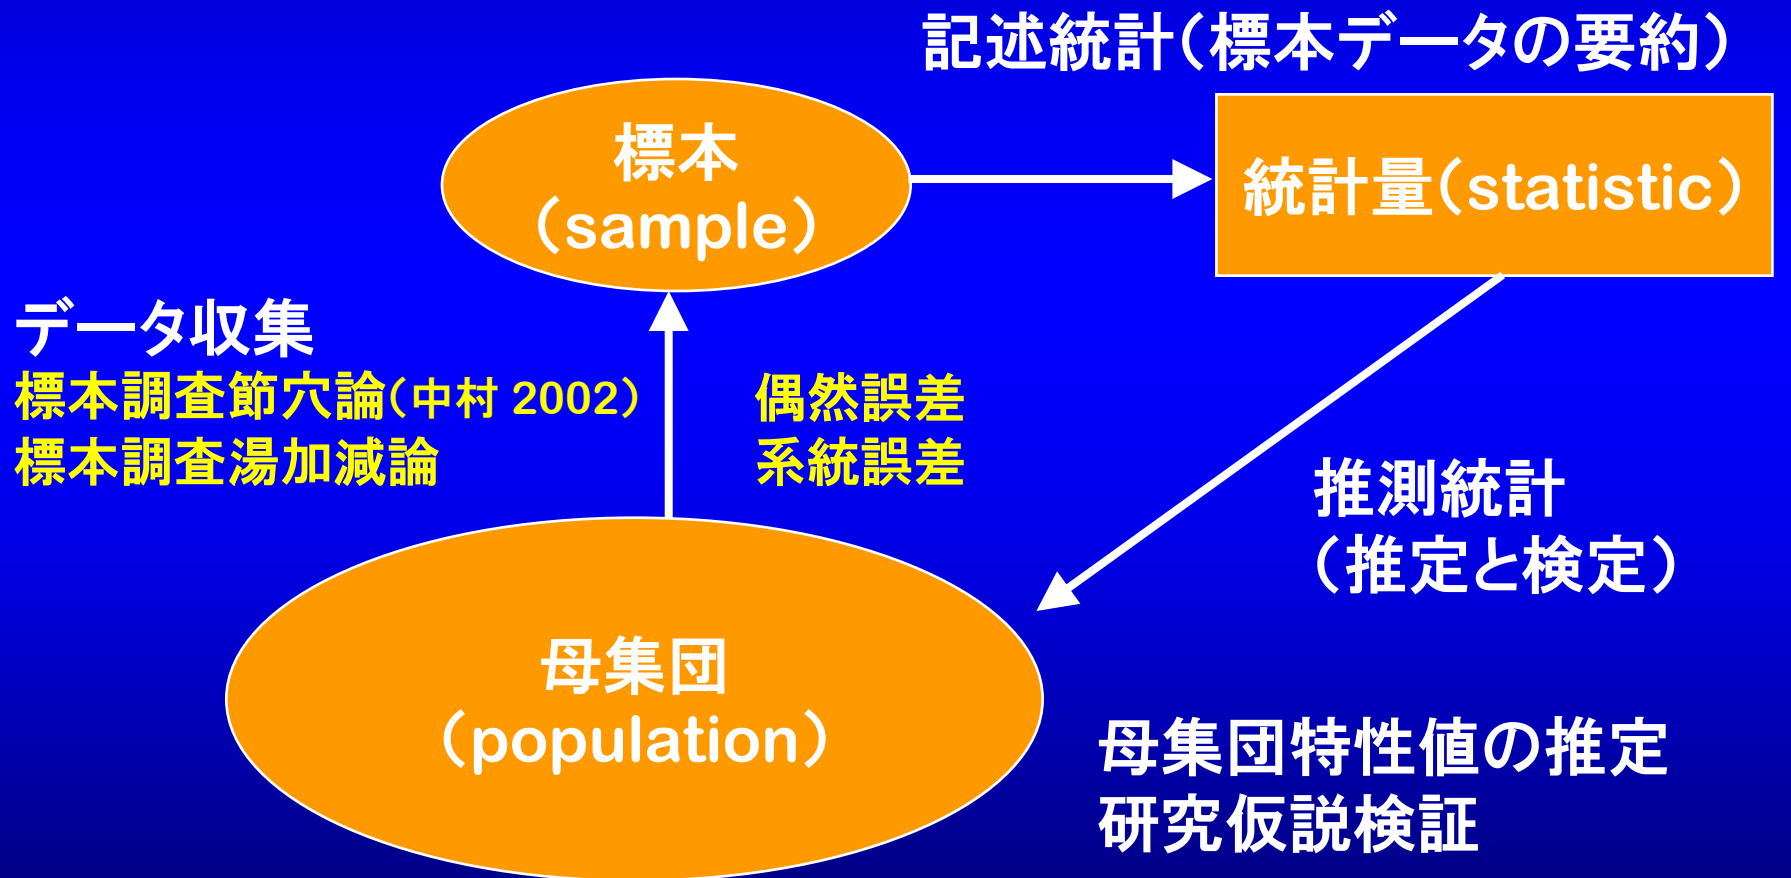 記述統計（標本データの要約）
標本
（sample）
統計量（statistic）
データ収集
標本調査節穴論（中村 2002）
標本調査湯加減論
偶然誤差
系統誤差
推測統計
（推定と検定）
母集団
（population）
母集団特性値の推定
研究仮説検証